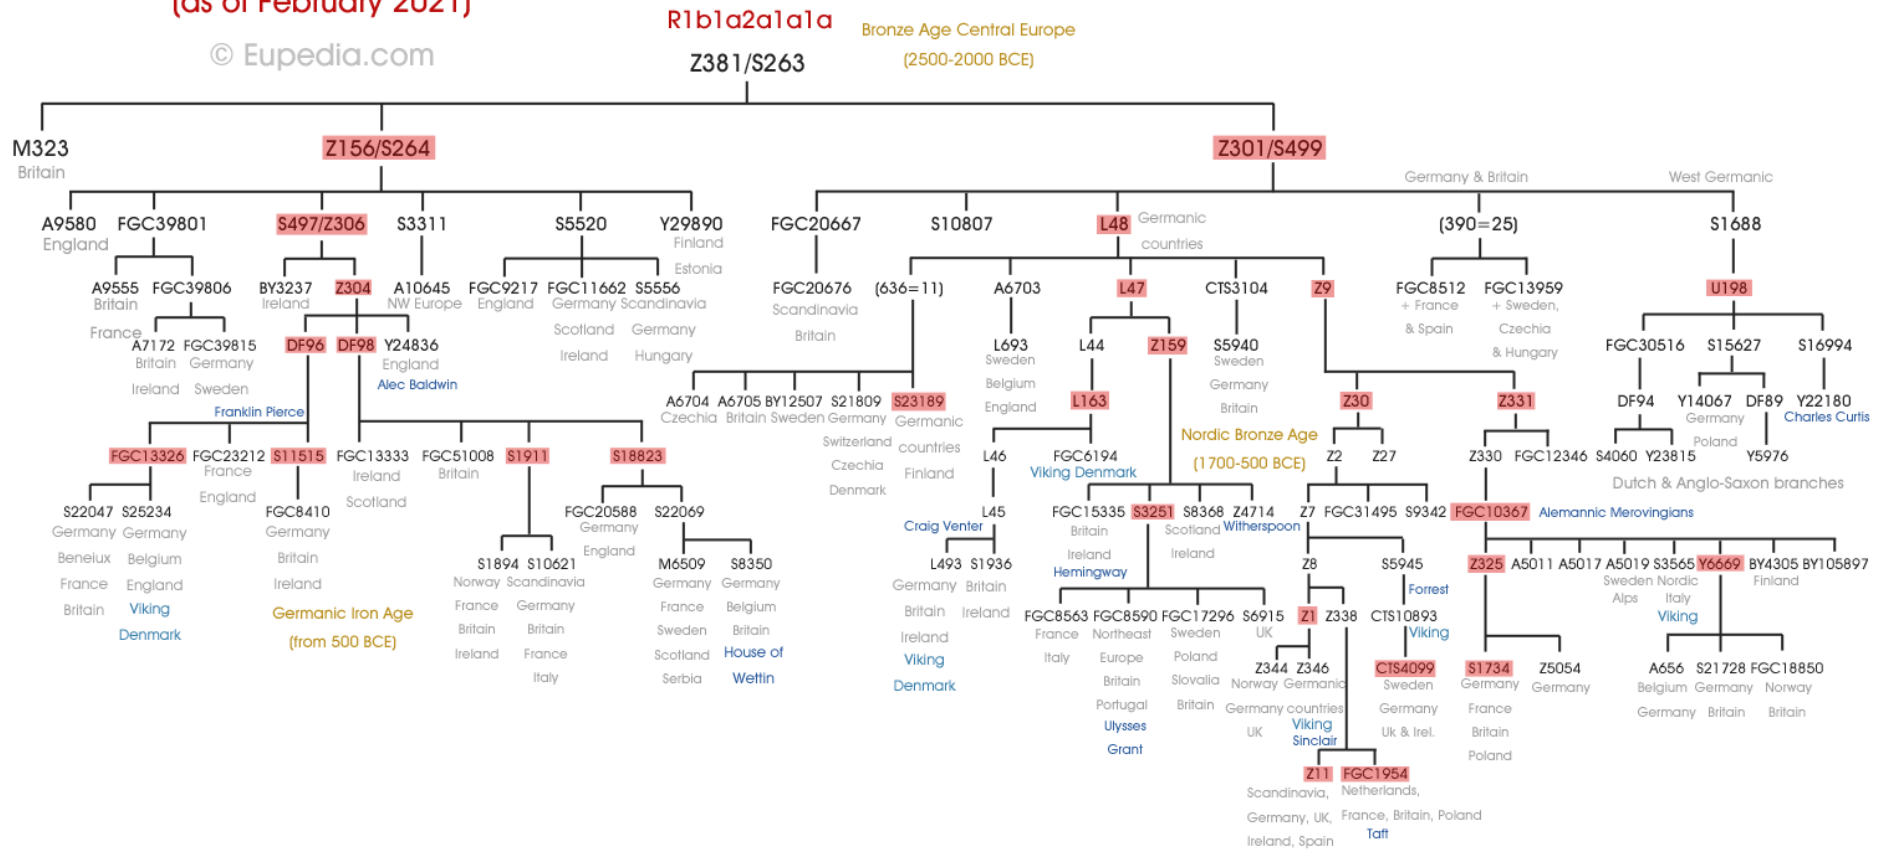 (as of February 2021)
R1b1a2a1a1a
Bronze Age Central Europe
(2500-2000 BCE)
© Eupedia.com
Z381/S263
M323
Britain
Z156/S264
Z301/S499
Germany & Britain
West Germanic
A9580
England
FGC39801
S497/Z306
S3311
S5520
Y29890
Finland
Estonia
FGC20667
S10807
L48
Germanic
countries
(390=25)
S1688
A9555
Britain
France
FGC39806
BY3237
Ireland
Z304
A10645
NW Europe
FGC9217
England
FGC11662
Germany
Scotland
Ireland
S5556
Scandinavia
Germany
Hungary
FGC20676
Scandinavia
Britain
(636=11)
A6703
L47
CTS3104
Z9
FGC8512
+ France
& Spain
FGC13959
+ Sweden,
Czechia
& Hungary
U198
A7172
Britain
Ireland
FGC39815
Germany
Sweden
DF96
DF98
Y24836
England
Alec Baldwin
L693
Sweden
Belgium
England
L44
Z159
S5940
Sweden
Germany
Britain
FGC30516
S15627
S16994
A6704
Czechia
A6705
Britain
BY12507
Sweden
S21809
Germany
Switzerland
Czechia
Denmark
S23189
Germanic
countries
Finland
L163
Z30
Z331
DF94
Y14067
Germany
Poland
DF89
Y22180
Charles Curtis
Franklin Pierce
Nordic Bronze Age
(1700-500 BCE)
FGC13326
FGC23212
France
England
S11515
FGC13333
Ireland
Scotland
FGC51008
Britain
S1911
S18823
L46
FGC6194
Viking Denmark
Z2
Z27
Z330
FGC12346
S4060
Y23815
Y5976
Dutch & Anglo-Saxon branches
S22047
Germany
Benelux
France
Britain
S25234
Germany
Belgium
England
Viking
Denmark
FGC8410
Germany
Britain
Ireland
Germanic Iron Age
(from 500 BCE)
FGC20588
Germany
England
S22069
L45
Craig Venter
FGC15335
Britain
Ireland
Hemingway
S3251
S8368
Scotland
Ireland
Z4714
Witherspoon
Z7
FGC31495
S9342
FGC10367
Alemannic Merovingians
S1894
Norway
France
Britain
Ireland
S10621
Scandinavia
Germany
Britain
France
Italy
M6509
Germany
France
Sweden
Scotland
Serbia
S8350
Germany
Belgium
Britain
House of
Wettin
L493
Germany
Britain
Ireland
Viking
Denmark
S1936
Britain
Ireland
Z8
S5945
Forrest
Z325
A5011
A5017
A5019
Sweden
Alps
S3565
Nordic
Italy
Viking
Y6669
BY4305
Finland
BY105897
FGC8563
France
Italy
FGC8590
Northeast
Europe
Britain
Portugal
Ulysses
Grant
FGC17296
Sweden
Poland
Slovalia
Britain
S6915
UK
Z1
Z338
CTS10893
Viking
Z344
Norway
Germany
UK
Z346
Germanic
countries
Viking
Sinclair
CTS4099
Sweden
Germany
Uk & Irel.
S1734
Germany
France
Britain
Poland
Z5054
Germany
A656
Belgium
Germany
S21728
Germany
Britain
FGC18850
Norway
Britain
Z11
Scandinavia,
Germany, UK,
Ireland, Spain
FGC1954
Netherlands,
France, Britain, Poland
Taft